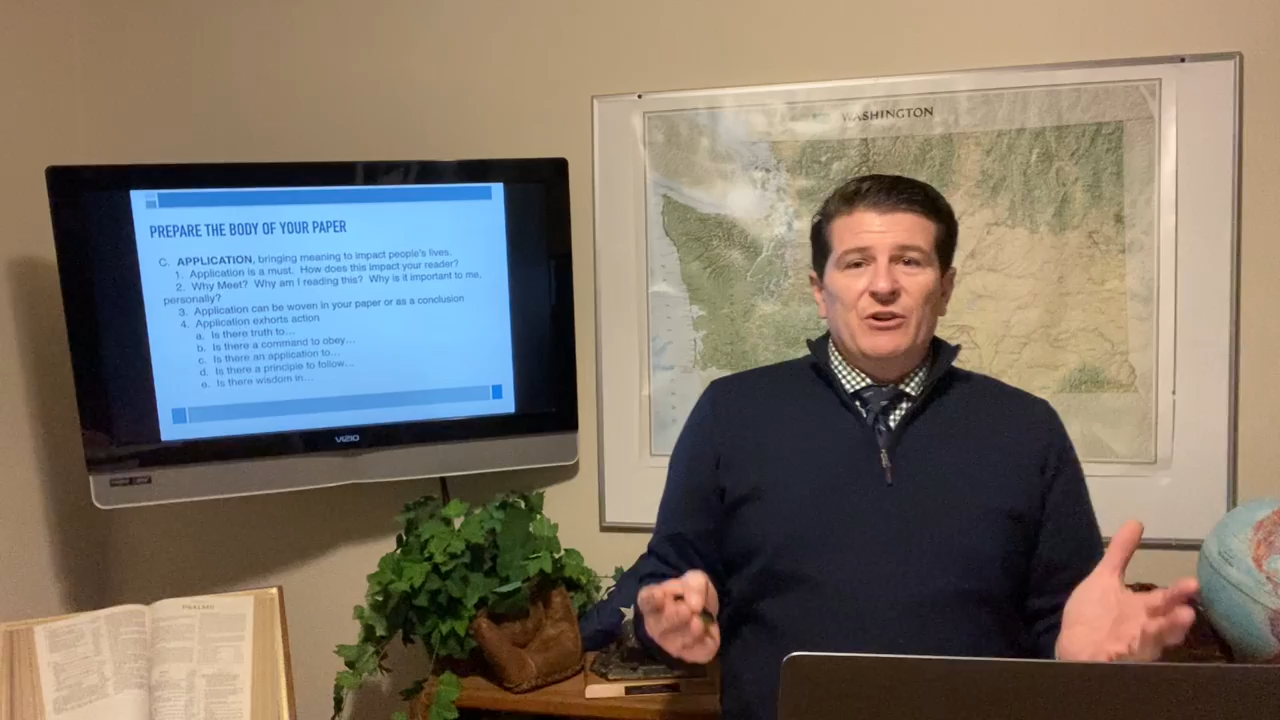 PREPARE THE BODY OF YOUR PAPER
C. APPLICATION, bringing meaning to impact people's lives.
1. Application is a must. How does this impact your reader?
2. Why Meet? Why am I reading this? Why is it important to me,
personally?
3. Application can be woven in your paper or as a conclusion
4. Application exhorts action
a. Is there truth to...
b. Is there a command to obey...
c. Is there an application to...
d. Is there a principle to follow...
e. Is there wisdom in...
VIZIO
WASHINGTON
PSALMS